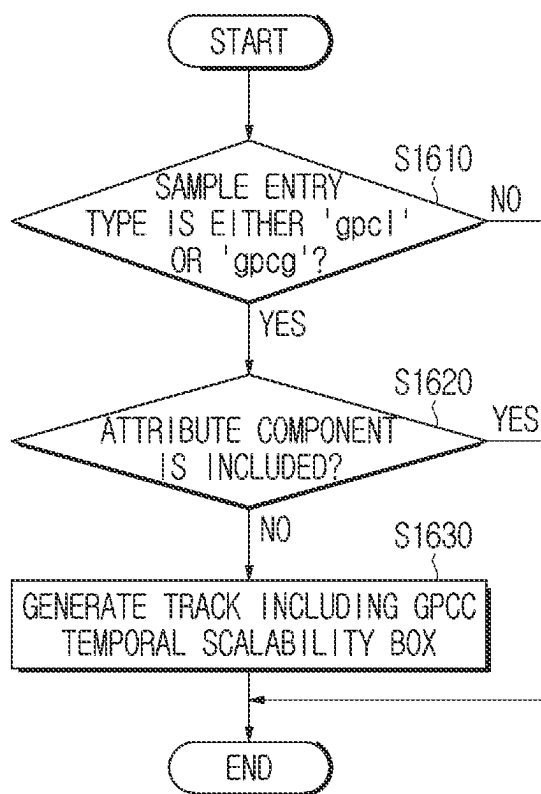 START
S1610
SAMPLE ENTRY
TYPE IS EITHER 'gpcl'
OR 'gpcg'?
NO
YES
S1620
ATTRIBUTE COMPONENT
IS INCLUDED?
YES
NO
S1630
GENERATE TRACK INCLUDING GPCC
TEMPORAL SCALABILITY BOX
END